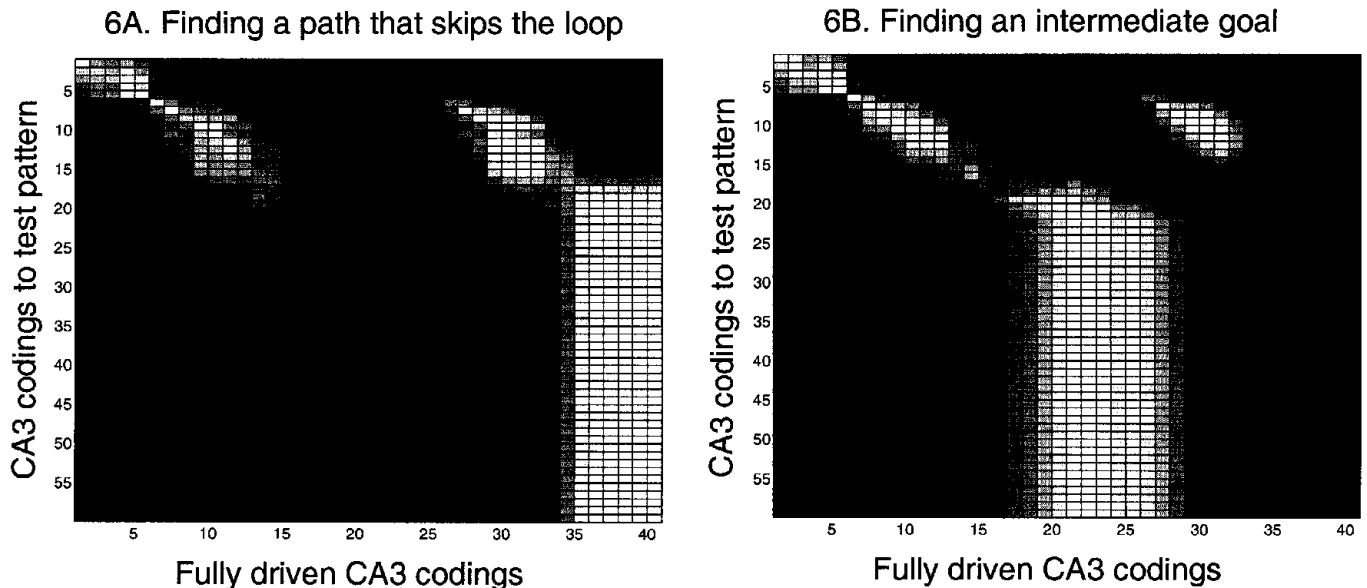 6A. Finding a path that skips the loop
CA3 codings to test pattern
5
10
15
20
25
30
35
40
45
50
55
5 10 15 20 25 30 35 40
Fully driven CA3 codings
6B. Finding an intermediate goal
CA3 codings to test pattern
5
10
15
20
25
30
35
40
45
50
55
5 10 15 20 25 30 35 40
Fully driven CA3 codings